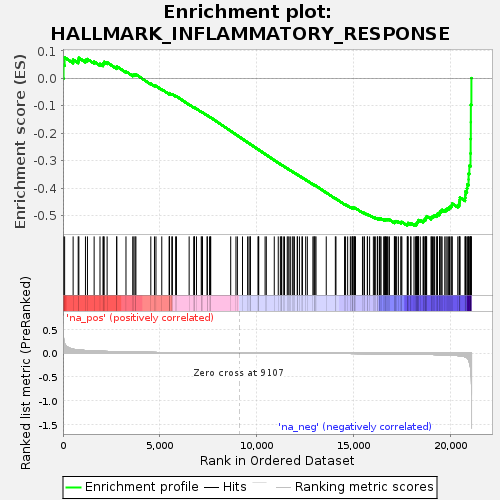 Enrichment plot:
HALLMARK_INFLAMMATORY_RESPONSE
Enrichment score (ES)
0.1
0.0
-0.1
-0.2
-0.3
-0.4
-0.5
Ranked list metric (PreRanked)
'na_pos' (positively correlated)
0.5
0.0
-0.5
-1.0
-1.5
Zero cross at 9107
'na_neg' (negatively correlated)
0
5,000
10,000
15,000
20,000
Rank in Ordered Dataset
Enrichment profile
Hits
Ranking metric scores